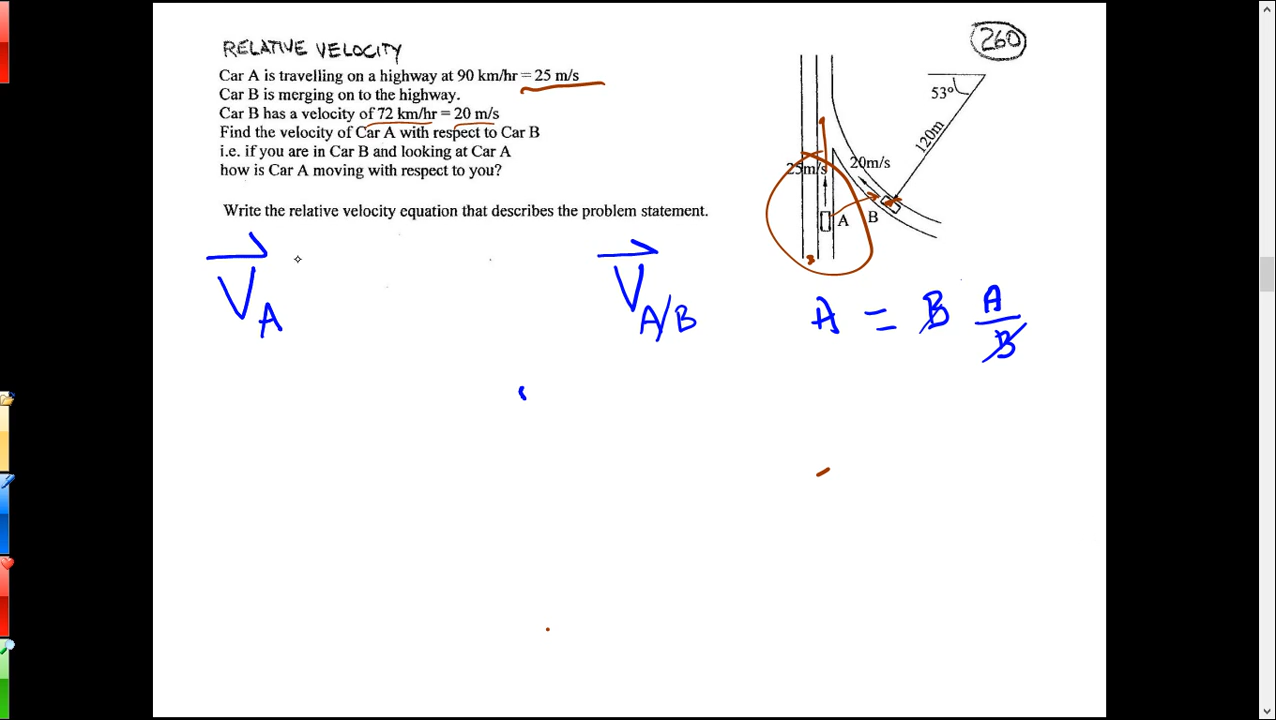 260
RELATIVE VELOCITY
Car A is travelling on a highway at 90 km/hr = 25 m/s
Car B is merging on to the highway.
Car B has a velocity of 72 km/hr = 20 m/s
Find the velocity of Car A with respect to Car B
i.e. if you are in Car B and looking at Car A
how is Car A moving with respect to you?
Write the relative velocity equation that describes the problem statement.
53º
120m
25m/s
20m/s
A
B
V A
V A/B
A = B A/B